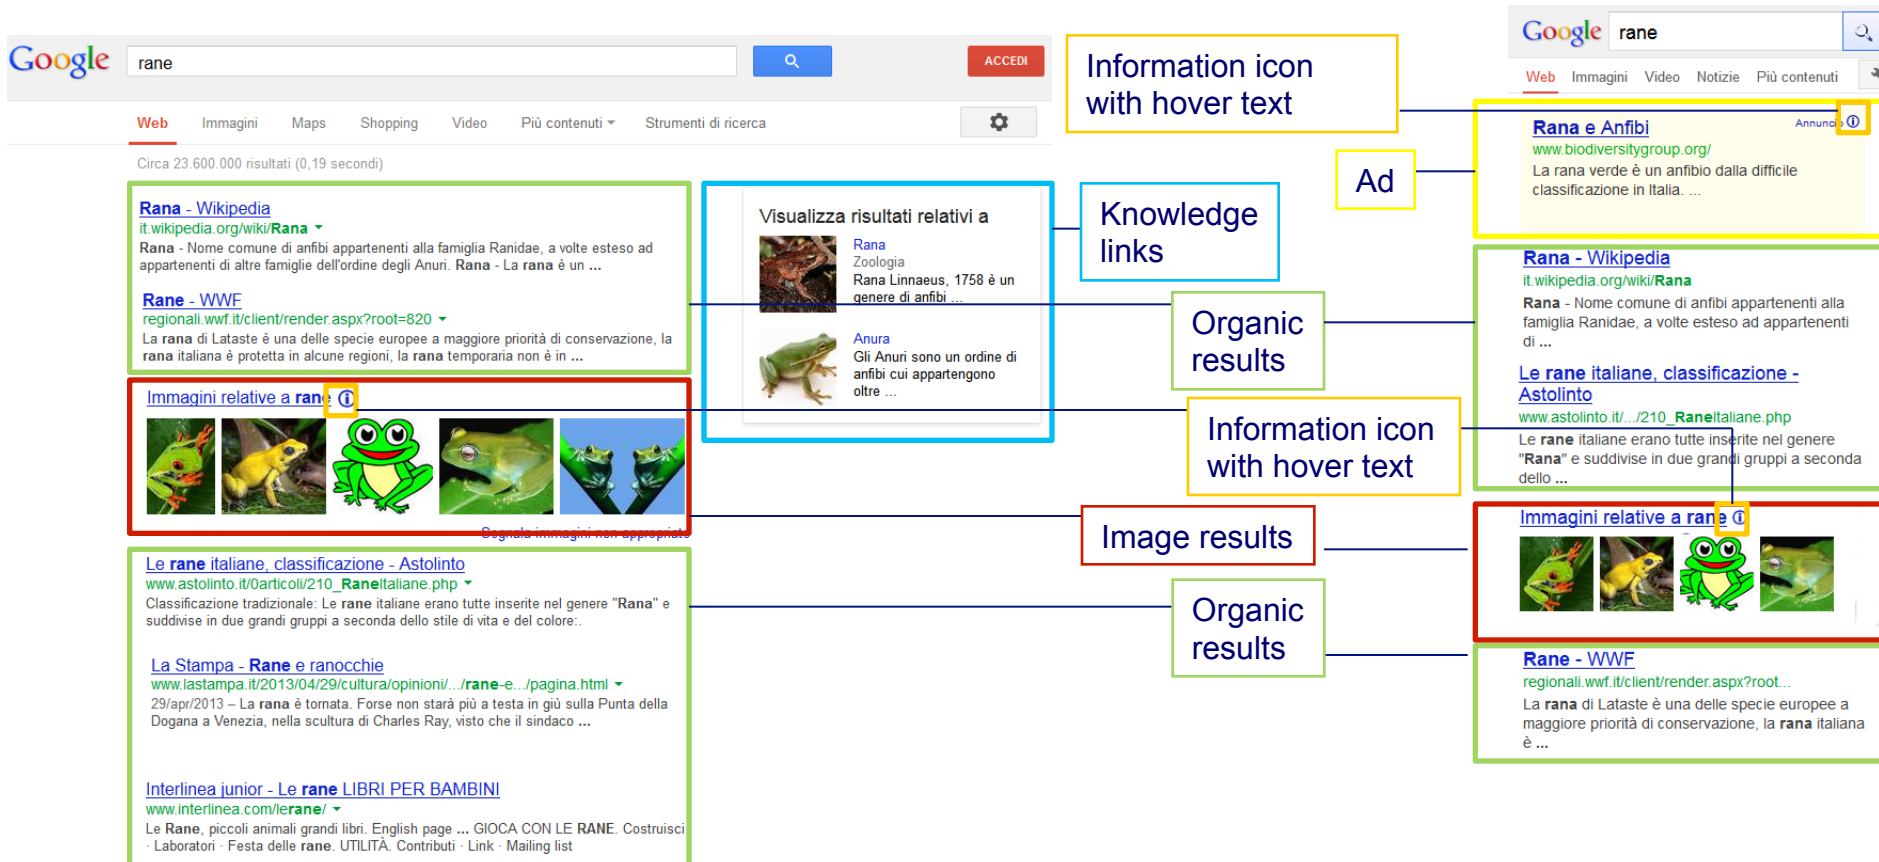 Google
rane
ACCEDI
Web Immagini Maps Shopping Video Più contenuti Strumenti di ricerca
Circa 23.600.000 risultati (0,19 secondi)
Rana - Wikipedia
it.wikipedia.org/wiki/Rana
Rana - Nome comune di anfibi appartenenti alla famiglia Ranidae, a volte esteso ad
appartenenti di altre famiglie dell'ordine degli Anuri. Rana - La rana è un ...
Rane - WWF
regionali.wwf.it/client/render.aspx?root=820
La rana di Lataste è una delle specie europee a maggiore priorità di conservazione, la
rana italiana è protetta in alcune regioni, la rana temporaria non è in ...
Immagini relative a rane
Segnala immagini non appropriate
Le rane italiane, classificazione - Astolinto
www.astolinto.it/0articoli/210_RaneItaliane.php
Classificazione tradizionale: Le rane italiane erano tutte inserite nel genere "Rana" e
suddivise in due grandi gruppi a seconda dello stile di vita e del colore:.
La Stampa - Rane e ranocchie
www.lastampa.it/2013/04/29/cultura/opinioni/.../rane-e.../pagina.html
29/apr/2013 – La rana è tornata. Forse non starà più a testa in giù sulla Punta della
Dogana a Venezia, nella scultura di Charles Ray, visto che il sindaco ...
Interlinea junior - Le rane LIBRI PER BAMBINI
www.interlinea.com/lerane/
Le Rane, piccoli animali grandi libri. English page ... GIOCA CON LE RANE. Costruisci
· Laboratori · Festa delle rane. UTILITÀ. Contributi · Link · Mailing list
Visualizza risultati relativi a
Rana
Zoologia
Rana Linnaeus, 1758 è un
genere di anfibi ...
Anura
Gli Anuri sono un ordine di
anfibi cui appartengono
oltre ...
Information icon
with hover text
Ad
Knowledge
links
Organic
results
Information icon
with hover text
Image results
Organic
results
Google
rane
Web Immagini Video Notizie Più contenuti
Rana e Anfibi
Annuncio
www.biodiversitygroup.org/
La rana verde è un anfibio dalla difficile
classificazione in Italia. ...
Rana - Wikipedia
it.wikipedia.org/wiki/Rana
Rana - Nome comune di anfibi appartenenti alla
famiglia Ranidae, a volte esteso ad appartenenti
di ...
Le rane italiane, classificazione -
Astolinto
www.astolinto.it/.../210_RaneItaliane.php
Le rane italiane erano tutte inserite nel genere
"Rana" e suddivise in due grandi gruppi a seconda
dello ...
Immagini relative a rane
Rane - WWF
regionali.wwf.it/client/render.aspx?root...
La rana di Lataste è una delle specie europee a
maggiore priorità di conservazione, la rana italiana
è ...